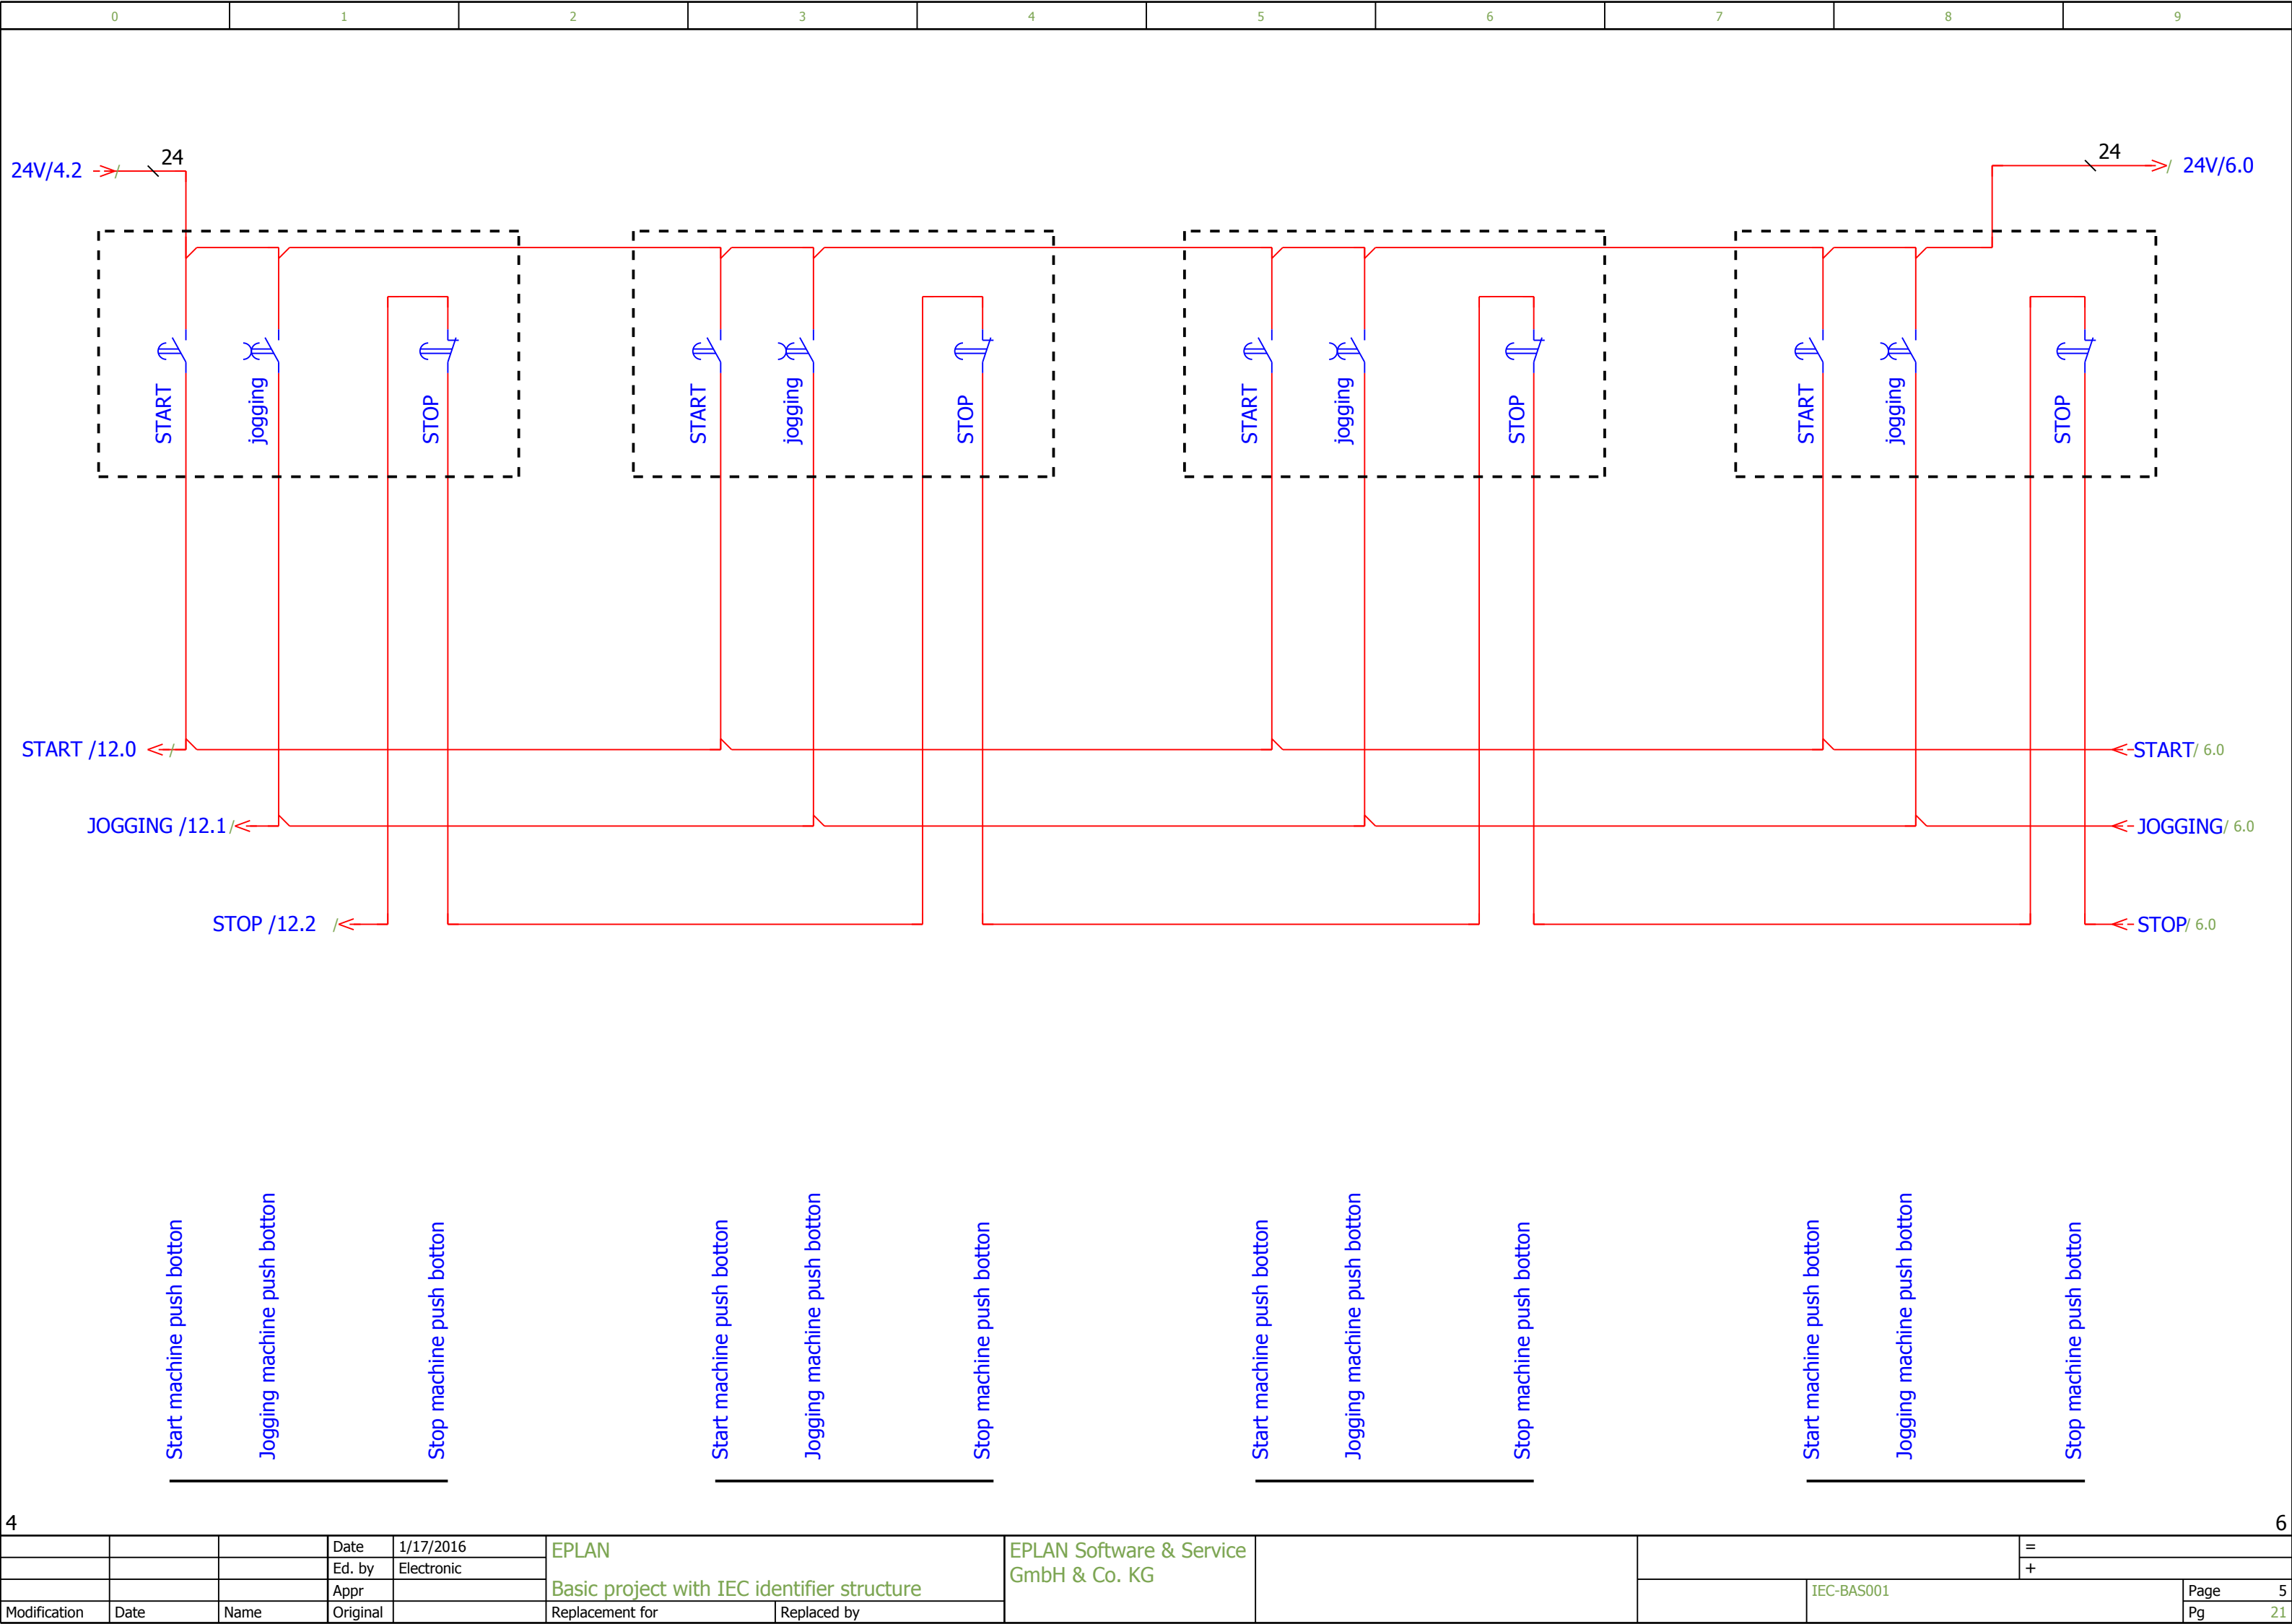 0 1 2 3 4 5 6 7 8 9
24V/4.2 / 24
24 / 24V/6.0
START jogging STOP
START jogging STOP
START jogging STOP
START jogging STOP
START /12.0 /
START/ 6.0
JOGGING /12.1/
JOGGING/ 6.0
STOP /12.2 /
STOP/ 6.0
Start machine push botton
Jogging machine push botton
Stop machine push botton
Start machine push botton
Jogging machine push botton
Stop machine push botton
Start machine push botton
Jogging machine push botton
Stop machine push botton
Start machine push botton
Jogging machine push botton
Stop machine push botton
4
6
Date 1/17/2016
Ed. by Electronic
Appr
Modification Date Name Original
EPLAN
Basic project with IEC identifier structure
Replacement for Replaced by
EPLAN Software & Service
GmbH & Co. KG
=
+
IEC-BAS001
Page 5
Pg 21